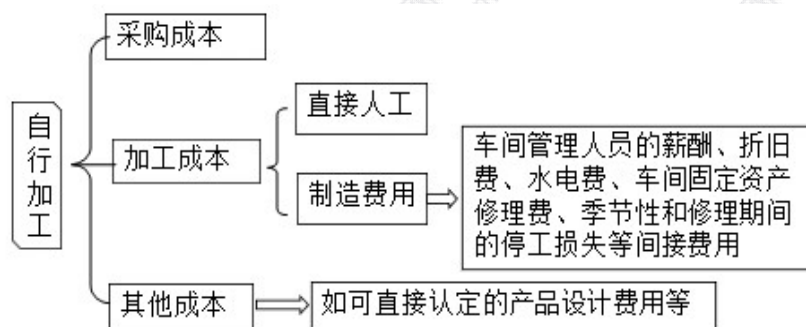 自行加工
采购成本
加工成本
直接人工
制造费用
车间管理人员的薪酬、折旧
费、水电费、车间固定资产
修理费、季节性和修理期间
的停工损失等间接费用
其他成本
如可直接认定的产品设计费用等